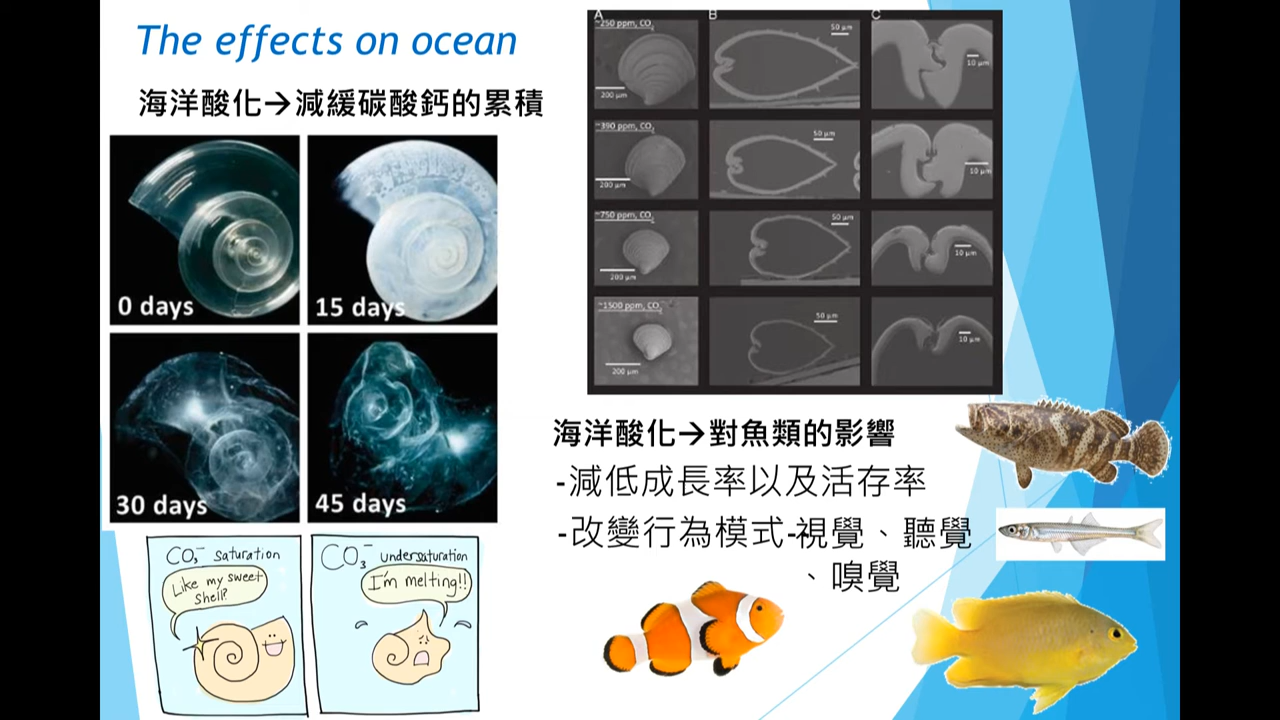 The effects on ocean
海洋酸化→減緩碳酸鈣的累積
0 days
15 days
30 days
45 days
CO₃⁻ saturation
Like my sweet
shell?
CO₃⁻ undersaturation
I'm melting!!
A
B
C
~250 ppm, CO₂
200 µm
50 µm
10 µm
~390 ppm, CO₂
200 µm
50 µm
10 µm
~750 ppm, CO₂
200 µm
50 µm
10 µm
~1500 ppm, CO₂
200 µm
50 µm
10 µm
海洋酸化→對魚類的影響
-減低成長率以及活存率
-改變行為模式-視覺、聽覺
、嗅覺